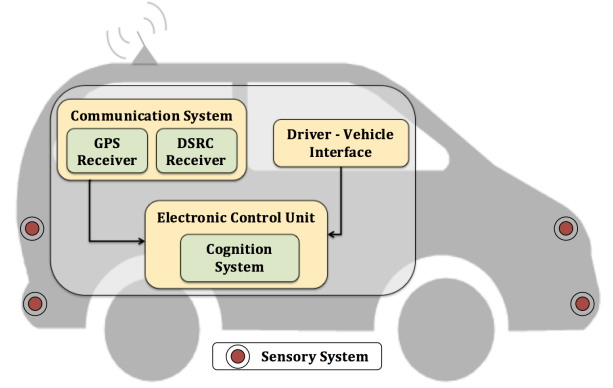 Communication System
GPS
Receiver
DSRC
Receiver
Driver - Vehicle
Interface
Electronic Control Unit
Cognition
System
Sensory System